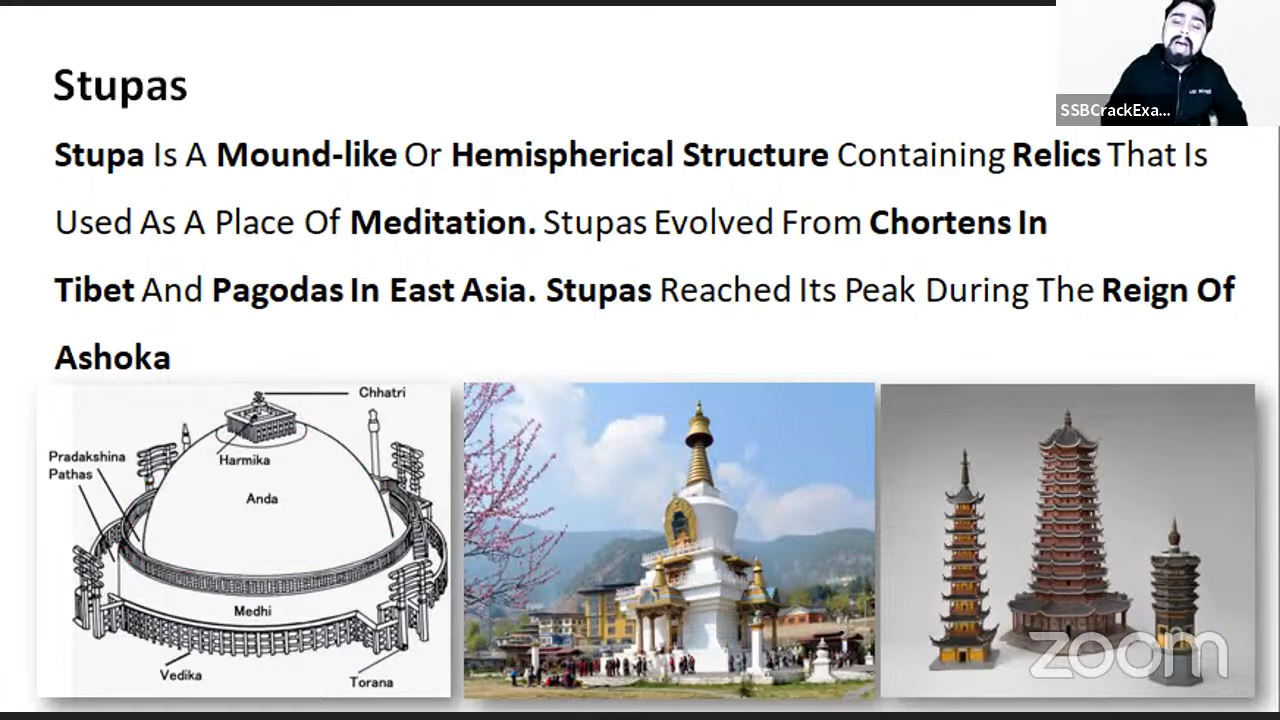 Stupas
SSBCrackExa...
Stupa Is A Mound-like Or Hemispherical Structure Containing Relics That Is
Used As A Place Of Meditation. Stupas Evolved From Chortens In
Tibet And Pagodas In East Asia. Stupas Reached Its Peak During The Reign Of
Ashoka
Chhatri
Pradakshina
Pathas
Harmika
Anda
Medhi
Vedika
Torana
zoom